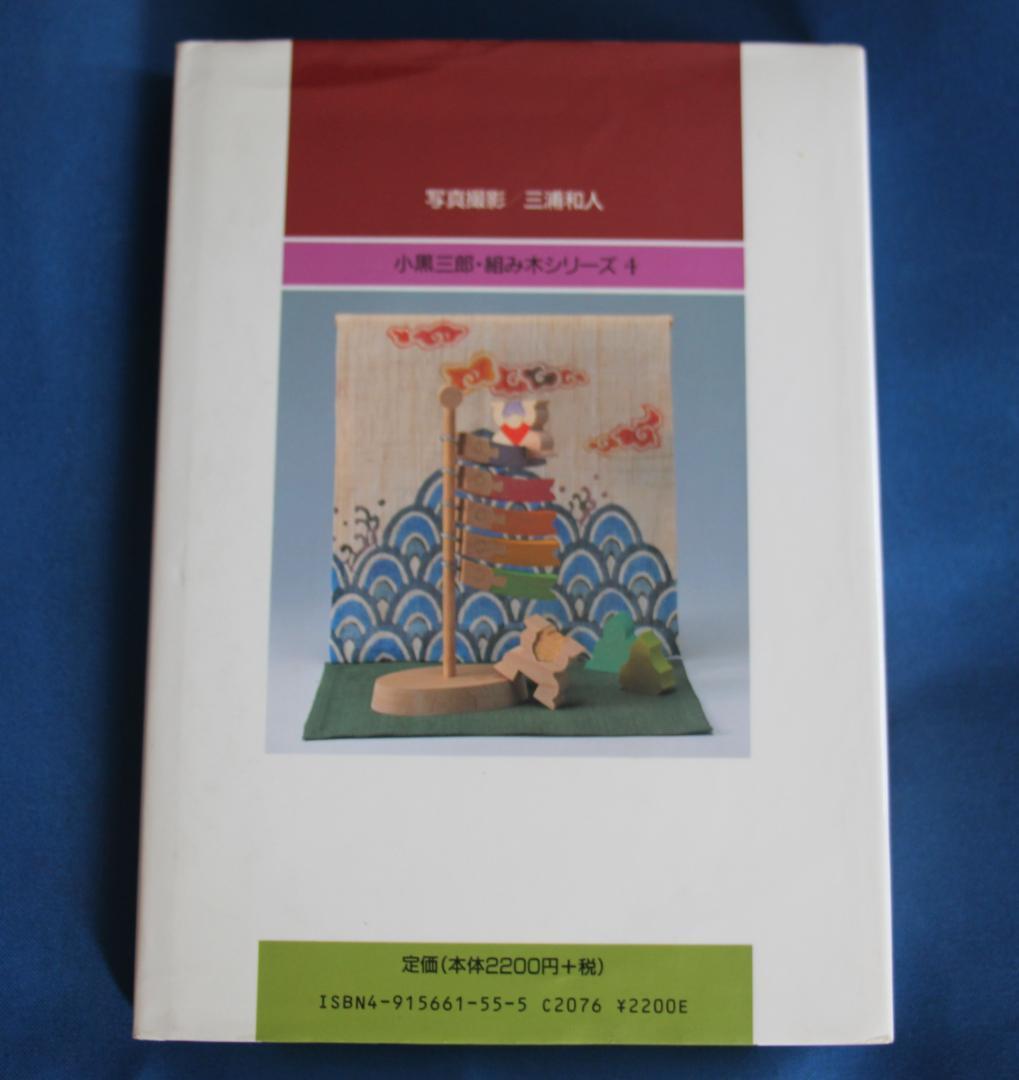 写真撮影／三浦和人
小黒三郎・組み木シリーズ 4
定価（本体2200円＋税）
ISBN4-915661-55-5 C2076 ¥2200E